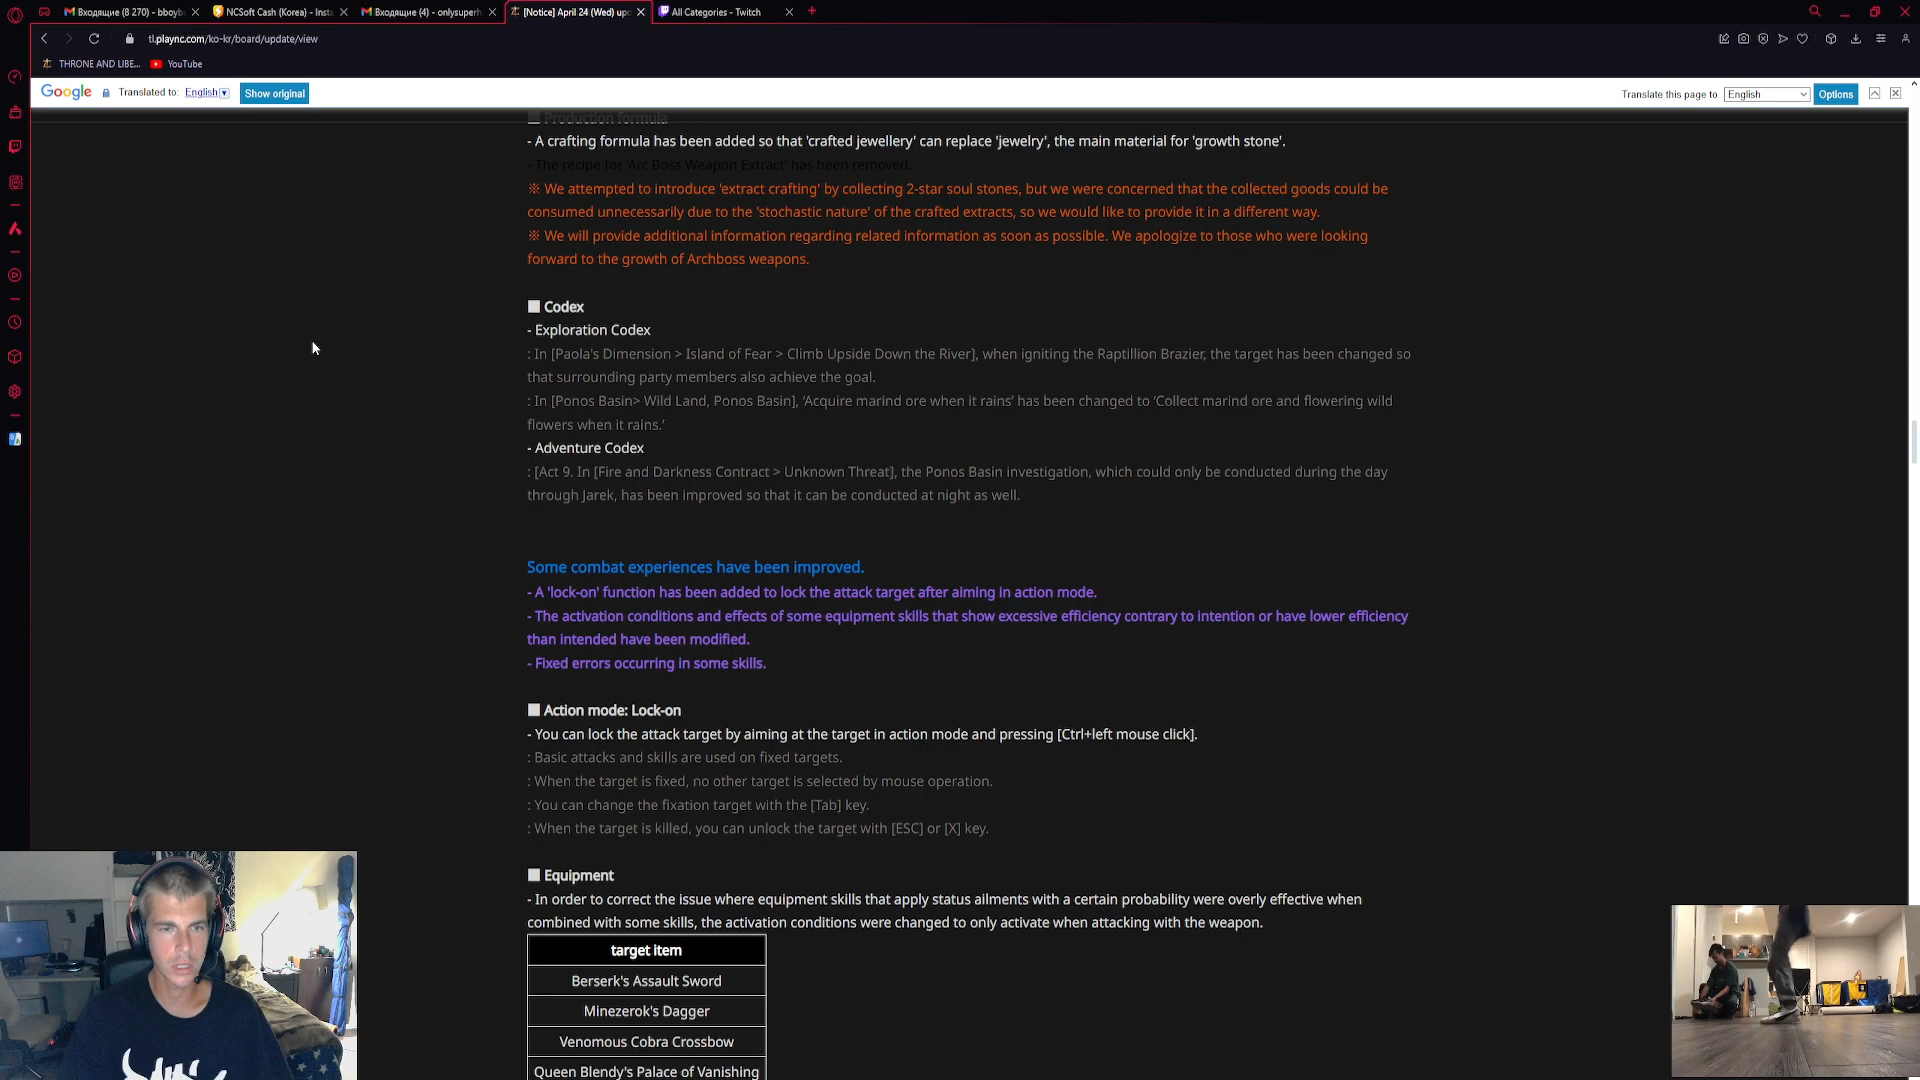 Входящие (8 270) - bboyb
NCSoft Cash (Korea) - Insta
Входящие (4) - onlysuperh
[Notice] April 24 (Wed) upd
All Categories - Twitch
tl.plaync.com/ko-kr/board/update/view
THRONE AND LIBE...
YouTube
Google
Translated to: English
Show original
Translate this page to
English
Options
Production formula
- A crafting formula has been added so that 'crafted jewellery' can replace 'jewelry', the main material for 'growth stone'.
- The recipe for 'Arc Boss Weapon Extract' has been removed.
※ We attempted to introduce 'extract crafting' by collecting 2-star soul stones, but we were concerned that the collected goods could be
consumed unnecessarily due to the 'stochastic nature' of the crafted extracts, so we would like to provide it in a different way.
※ We will provide additional information regarding related information as soon as possible. We apologize to those who were looking
forward to the growth of Archboss weapons.
Codex
- Exploration Codex
: In [Paola's Dimension > Island of Fear > Climb Upside Down the River], when igniting the Raptillion Brazier, the target has been changed so
that surrounding party members also achieve the goal.
: In [Ponos Basin> Wild Land, Ponos Basin], ‘Acquire marind ore when it rains’ has been changed to ‘Collect marind ore and flowering wild
flowers when it rains.’
- Adventure Codex
: [Act 9. In [Fire and Darkness Contract > Unknown Threat], the Ponos Basin investigation, which could only be conducted during the day
through Jarek, has been improved so that it can be conducted at night as well.
Some combat experiences have been improved.
- A 'lock-on' function has been added to lock the attack target after aiming in action mode.
- The activation conditions and effects of some equipment skills that show excessive efficiency contrary to intention or have lower efficiency
than intended have been modified.
- Fixed errors occurring in some skills.
Action mode: Lock-on
- You can lock the attack target by aiming at the target in action mode and pressing [Ctrl+left mouse click].
: Basic attacks and skills are used on fixed targets.
: When the target is fixed, no other target is selected by mouse operation.
: You can change the fixation target with the [Tab] key.
: When the target is killed, you can unlock the target with [ESC] or [X] key.
Equipment
- In order to correct the issue where equipment skills that apply status ailments with a certain probability were overly effective when
combined with some skills, the activation conditions were changed to only activate when attacking with the weapon.
target item
Berserk's Assault Sword
Minezerok's Dagger
Venomous Cobra Crossbow
Queen Blendy's Palace of Vanishing